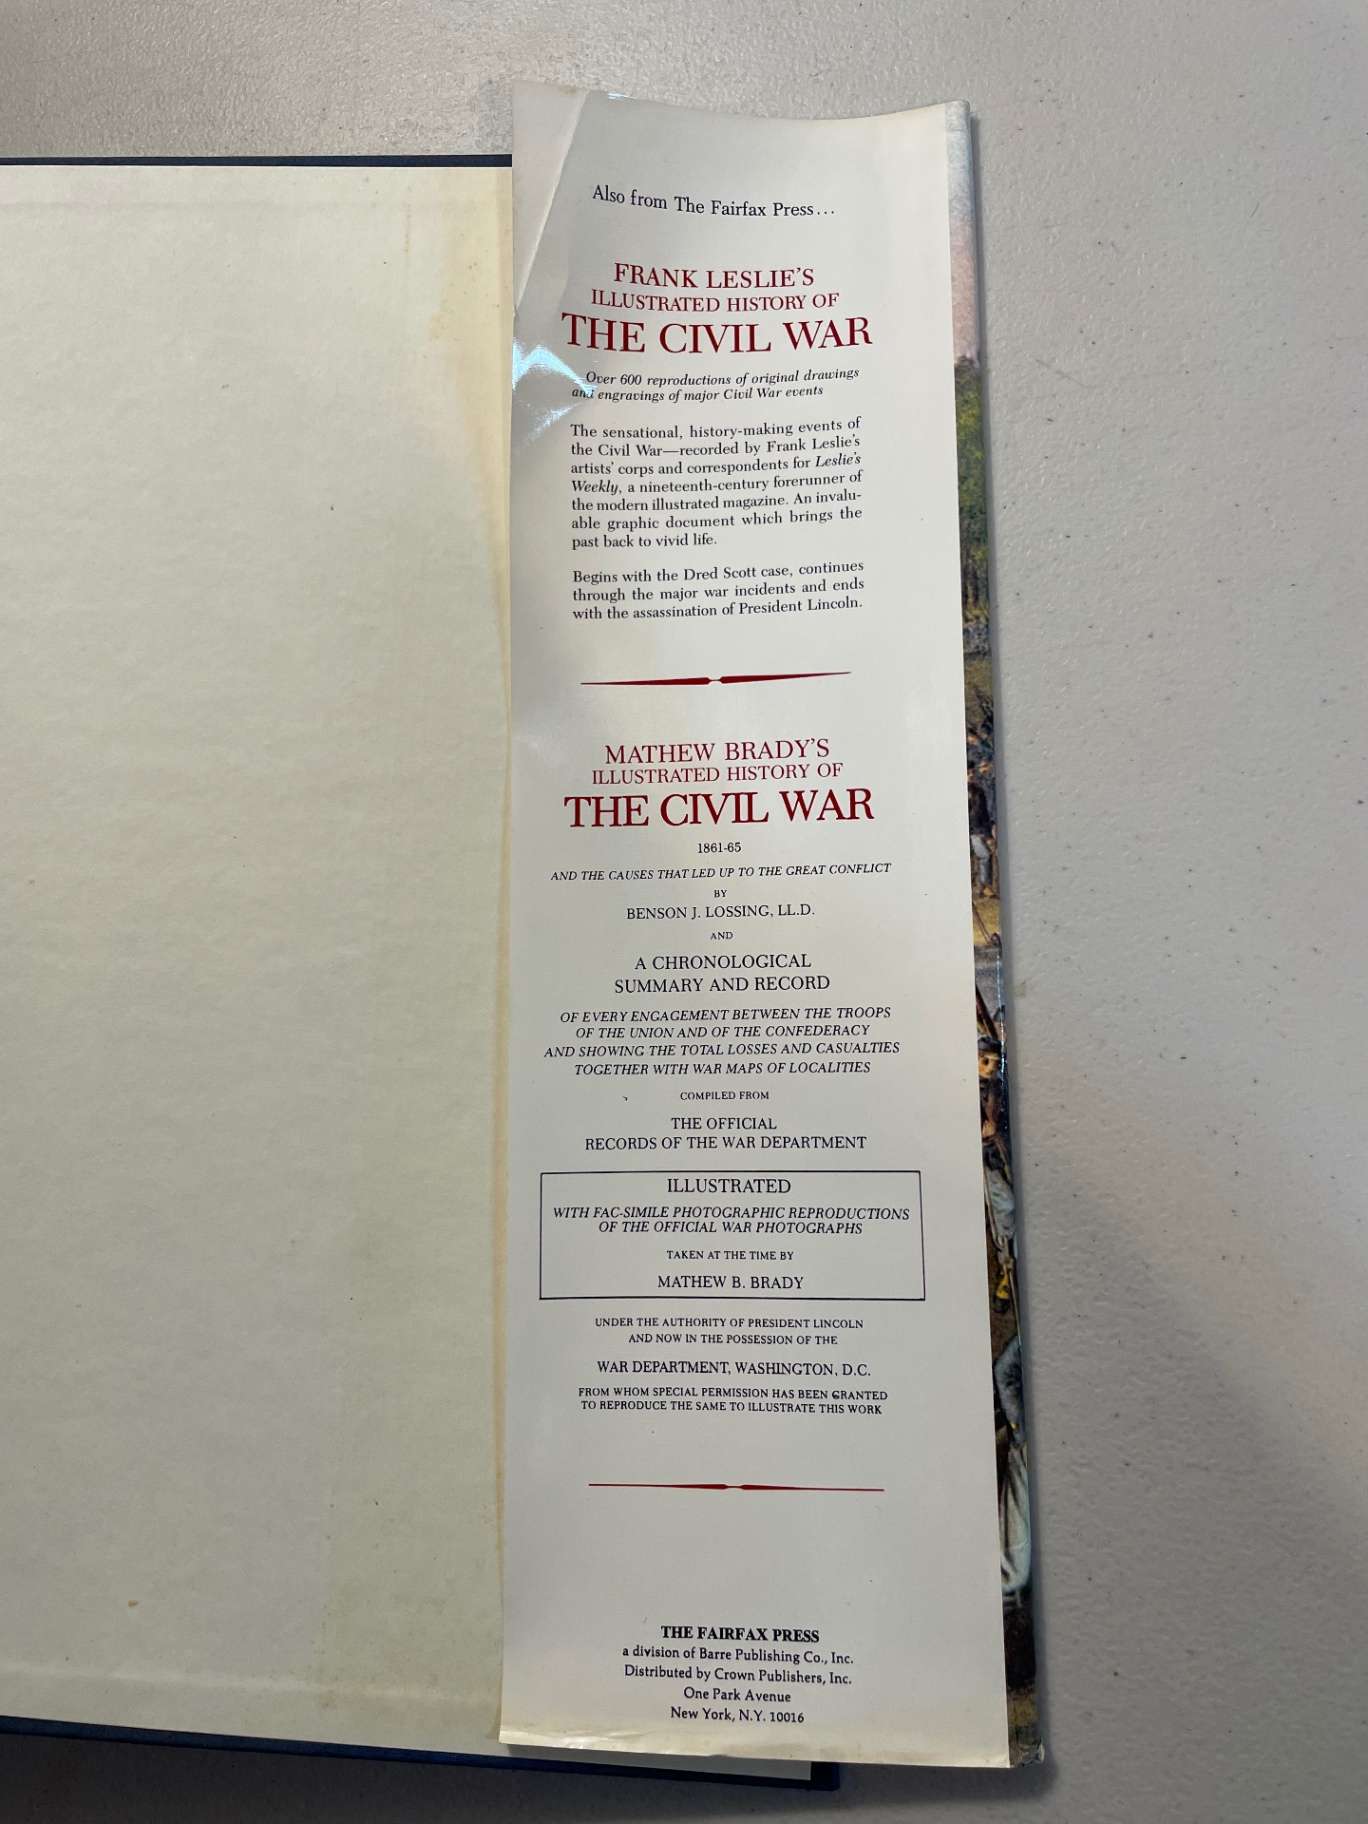 Also from The Fairfax Press...
FRANK LESLIE'S
ILLUSTRATED HISTORY OF
THE CIVIL WAR
Over 600 reproductions of original drawings
and engravings of major Civil War events
The sensational, history-making events of
the Civil War—recorded by Frank Leslie's
artists' corps and correspondents for Leslie's
Weekly, a nineteenth-century forerunner of
the modern illustrated magazine. An invalu-
able graphic document which brings the
past back to vivid life.
Begins with the Dred Scott case, continues
through the major war incidents and ends
with the assassination of President Lincoln.
MATHEW BRADY'S
ILLUSTRATED HISTORY OF
THE CIVIL WAR
1861-65
AND THE CAUSES THAT LED UP TO THE GREAT CONFLICT
BY
BENSON J. LOSSING, LL.D.
AND
A CHRONOLOGICAL
SUMMARY AND RECORD
OF EVERY ENGAGEMENT BETWEEN THE TROOPS
OF THE UNION AND OF THE CONFEDERACY
AND SHOWING THE TOTAL LOSSES AND CASUALTIES
TOGETHER WITH WAR MAPS OF LOCALITIES
COMPILED FROM
THE OFFICIAL
RECORDS OF THE WAR DEPARTMENT
ILLUSTRATED
WITH FAC-SIMILE PHOTOGRAPHIC REPRODUCTIONS
OF THE OFFICIAL WAR PHOTOGRAPHS
TAKEN AT THE TIME BY
MATHEW B. BRADY
UNDER THE AUTHORITY OF PRESIDENT LINCOLN
AND NOW IN THE POSSESSION OF THE
WAR DEPARTMENT, WASHINGTON, D.C.
FROM WHOM SPECIAL PERMISSION HAS BEEN GRANTED
TO REPRODUCE THE SAME TO ILLUSTRATE THIS WORK
THE FAIRFAX PRESS
a division of Barre Publishing Co., Inc.
Distributed by Crown Publishers, Inc.
One Park Avenue
New York, N.Y. 10016